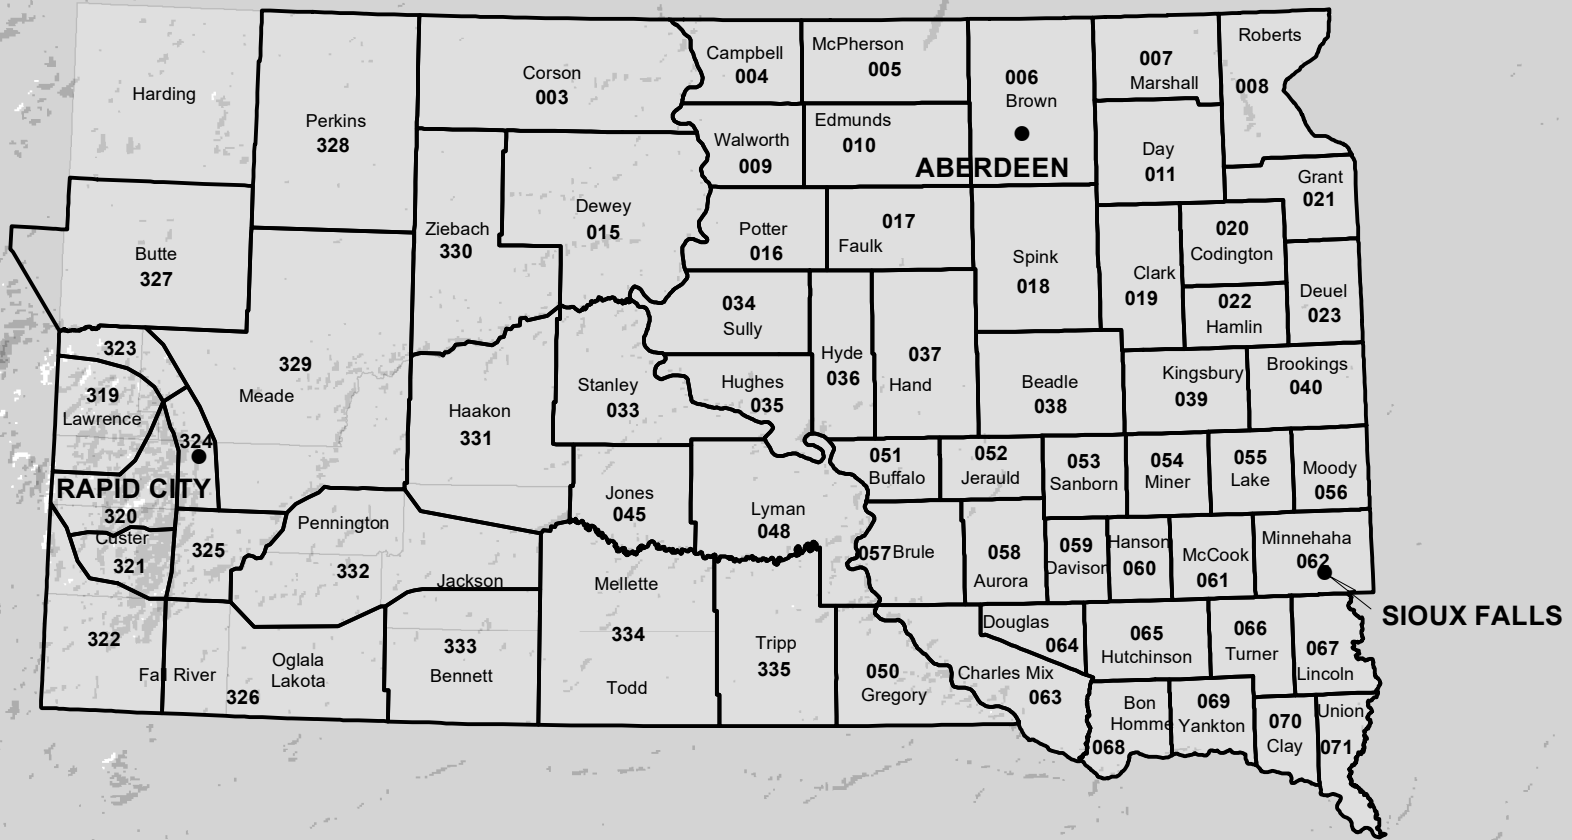 Harding
Perkins
328
Corson
003
Campbell
004
McPherson
005
006
Brown
007
Marshall
Roberts
008
Walworth
009
Edmunds
010
ABERDEEN
Day
011
Grant
021
Butte
327
Ziebach
330
Dewey
015
Potter
016
017
Faulk
Spink
018
Clark
019
020
Codington
022
Hamlin
Deuel
023
323
319
Lawrence
324
RAPID CITY
320
Custer
321
325
329
Meade
Haakon
331
Stanley
033
034
Sully
Hughes
035
Hyde
036
037
Hand
Beadle
038
Kingsbury
039
Brookings
040
051
Buffalo
052
Jerauld
053
Sanborn
054
Miner
055
Lake
Moody
056
Pennington
332
Jackson
Jones
045
Lyman
048
057 Brule
058
Aurora
059
Davison
Hanson
060
McCook
061
Minnehaha
062
SIOUX FALLS
322
Fall River
326
Oglala
Lakota
333
Bennett
Mellette
334
Todd
Tripp
335
050
Gregory
Douglas
064
Charles Mix
063
065
Hutchinson
066
Turner
067
Lincoln
Bon
Homme
068
069
Yankton
070
Clay
Union
071